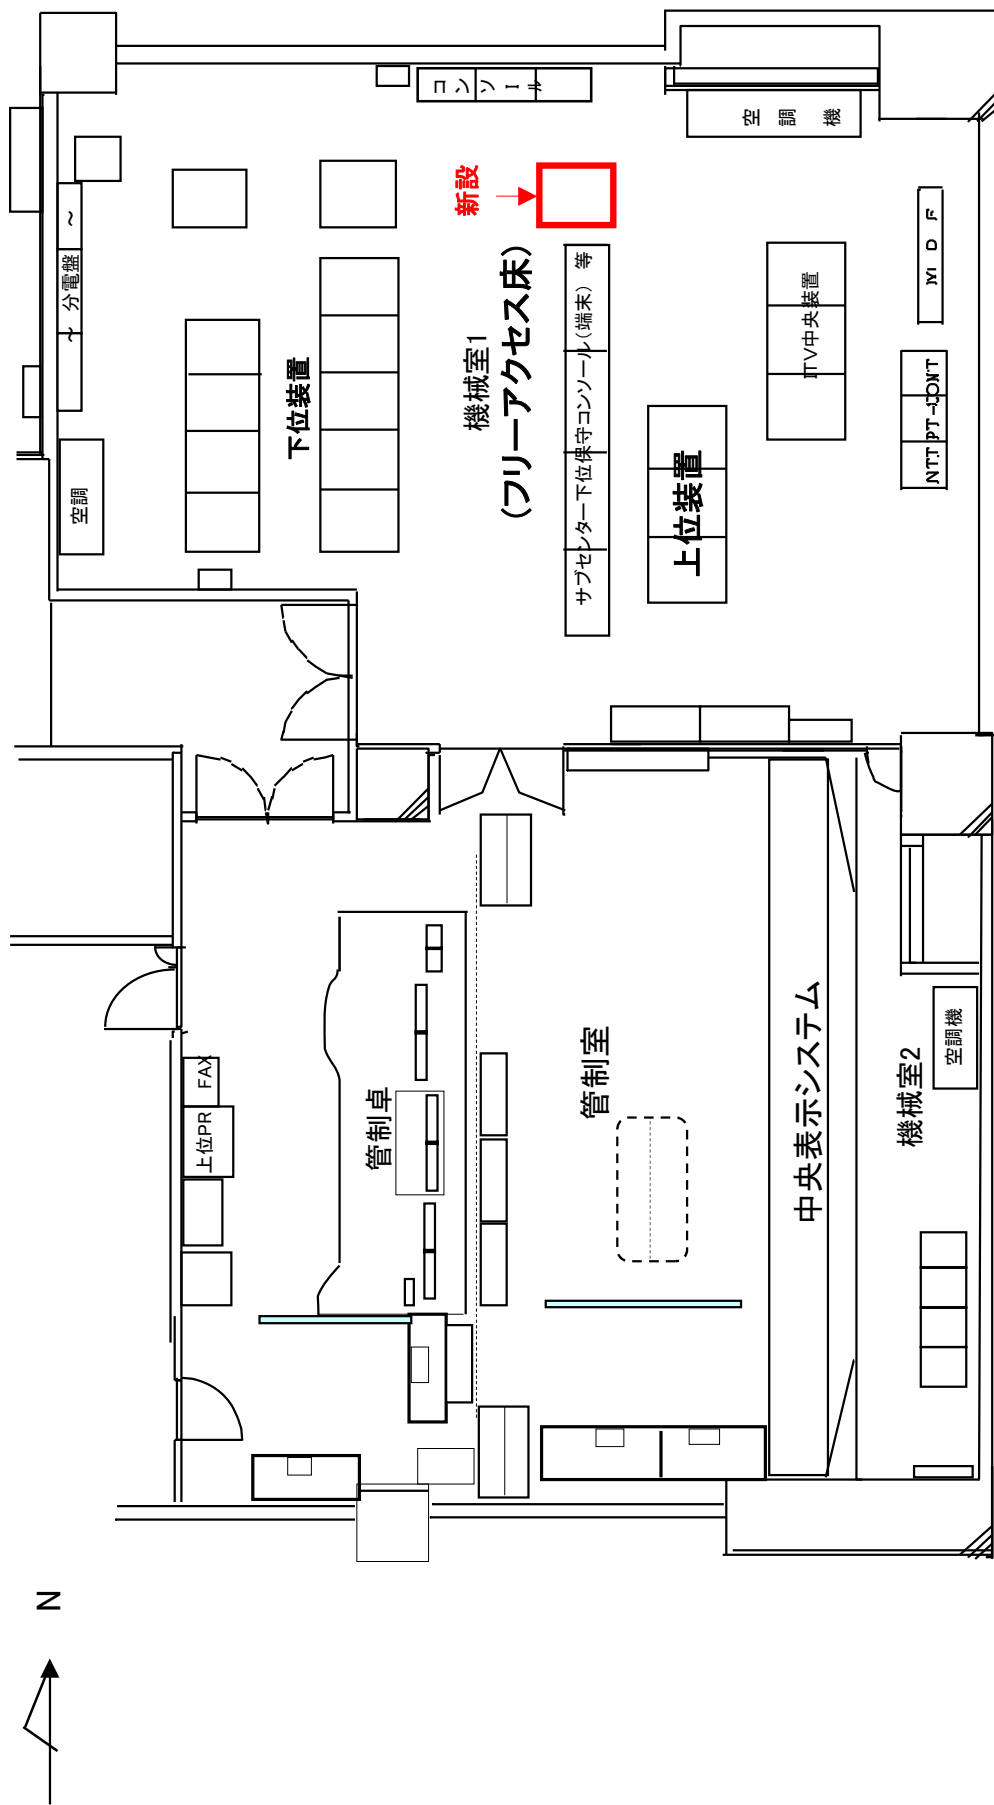 コンソール
空調機
新設
～分電盤～
下位装置
空調
機械室1
(フリーアクセス床)
サブセンター下位保守コンソール(端末) 等
上位装置
ITV中央装置
MDF
NTT PT-CONT
FAX
上位PR
管制卓
管制室
中央表示システム
機械室2
空調機
N